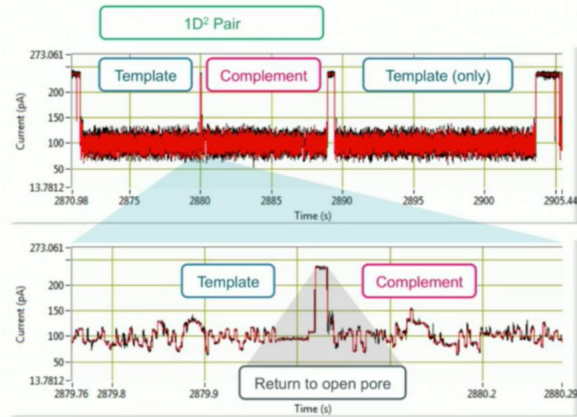 1D² Pair
273.061
Template
Complement
Template (only)
200
150
100
50
13.7812
Current (pA)
2870.98
2875
2880
2885
2890
2895
2900
2905.44
Time (s)
273.061
Template
Complement
200
150
100
50
13.7812
Current (pA)
Return to open pore
2879.76
2879.8
2879.9
2880.2
2880.29
Time (s)